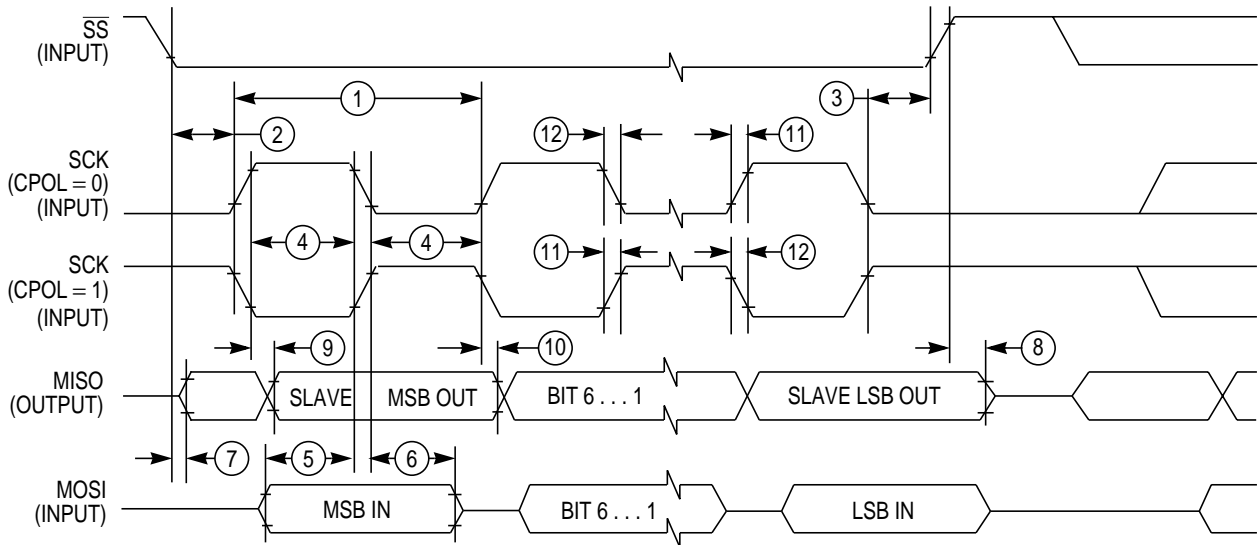 SS
(INPUT)
1
3
2
12
11
SCK
(CPOL = 0)
(INPUT)
4
4
11
12
SCK
(CPOL = 1)
(INPUT)
9
10
8
MISO
(OUTPUT)
SLAVE
MSB OUT
BIT 6 . . . 1
SLAVE LSB OUT
7
5
6
MOSI
(INPUT)
MSB IN
BIT 6 . . . 1
LSB IN